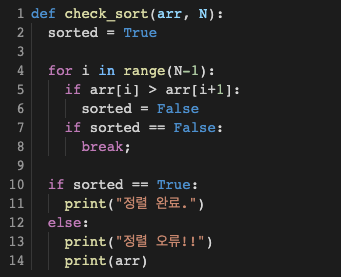 1 def check_sort(arr, N):
2   sorted = True
3
4   for i in range(N-1):
5     if arr[i] > arr[i+1]:
6       sorted = False
7     if sorted == False:
8       break;
9
10   if sorted == True:
11     print("정렬 완료.")
12   else:
13     print("정렬 오류!!")
14     print(arr)